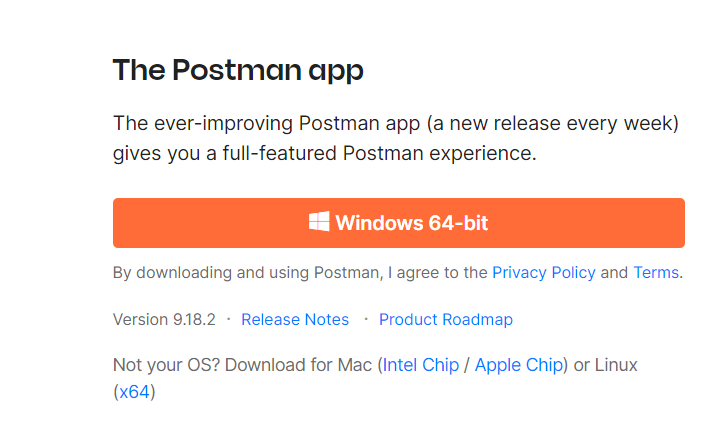 The Postman app
The ever-improving Postman app (a new release every week)
gives you a full-featured Postman experience.
Windows 64-bit
By downloading and using Postman, I agree to the Privacy Policy and Terms.
Version 9.18.2 · Release Notes · Product Roadmap
Not your OS? Download for Mac (Intel Chip / Apple Chip) or Linux
(x64)